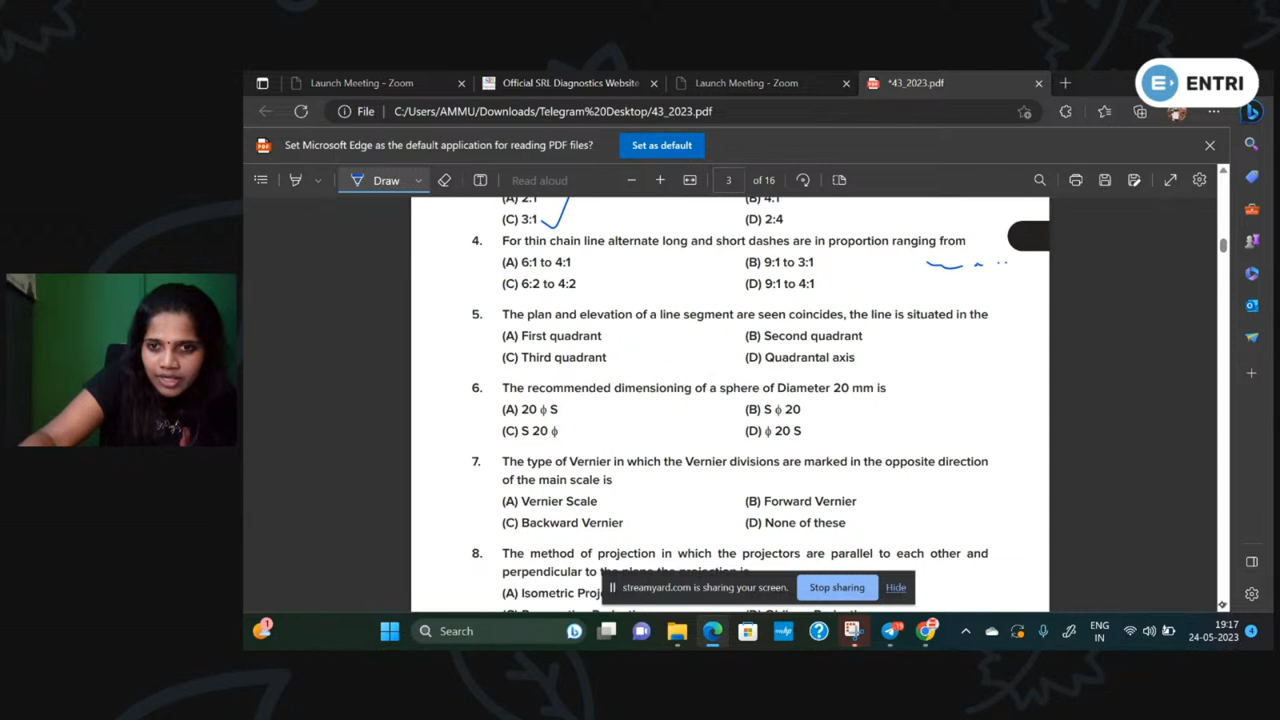 ENTRI
Launch Meeting - Zoom
Official SRL Diagnostics Website
Launch Meeting - Zoom
*43_2023.pdf
File
C:/Users/AMMU/Downloads/Telegram%20Desktop/43_2023.pdf
Set Microsoft Edge as the default application for reading PDF files?
Set as default
Draw
Read aloud
3
of 16
(A) 2:1
(B) 4:1
(C) 3:1
(D) 2:4
4. For thin chain line alternate long and short dashes are in proportion ranging from
(A) 6:1 to 4:1
(B) 9:1 to 3:1
(C) 6:2 to 4:2
(D) 9:1 to 4:1
5. The plan and elevation of a line segment are seen coincides, the line is situated in the
(A) First quadrant
(B) Second quadrant
(C) Third quadrant
(D) Quadrantal axis
6. The recommended dimensioning of a sphere of Diameter 20 mm is
(A) 20 ϕ S
(B) S ϕ 20
(C) S 20 ϕ
(D) ϕ 20 S
7. The type of Vernier in which the Vernier divisions are marked in the opposite direction
of the main scale is
(A) Vernier Scale
(B) Forward Vernier
(C) Backward Vernier
(D) None of these
8. The method of projection in which the projectors are parallel to each other and
perpendicular to
(A) Isometric
streamyard.com is sharing your screen.
Stop sharing
Hide
Search
ENG
IN
19:17
24-05-2023